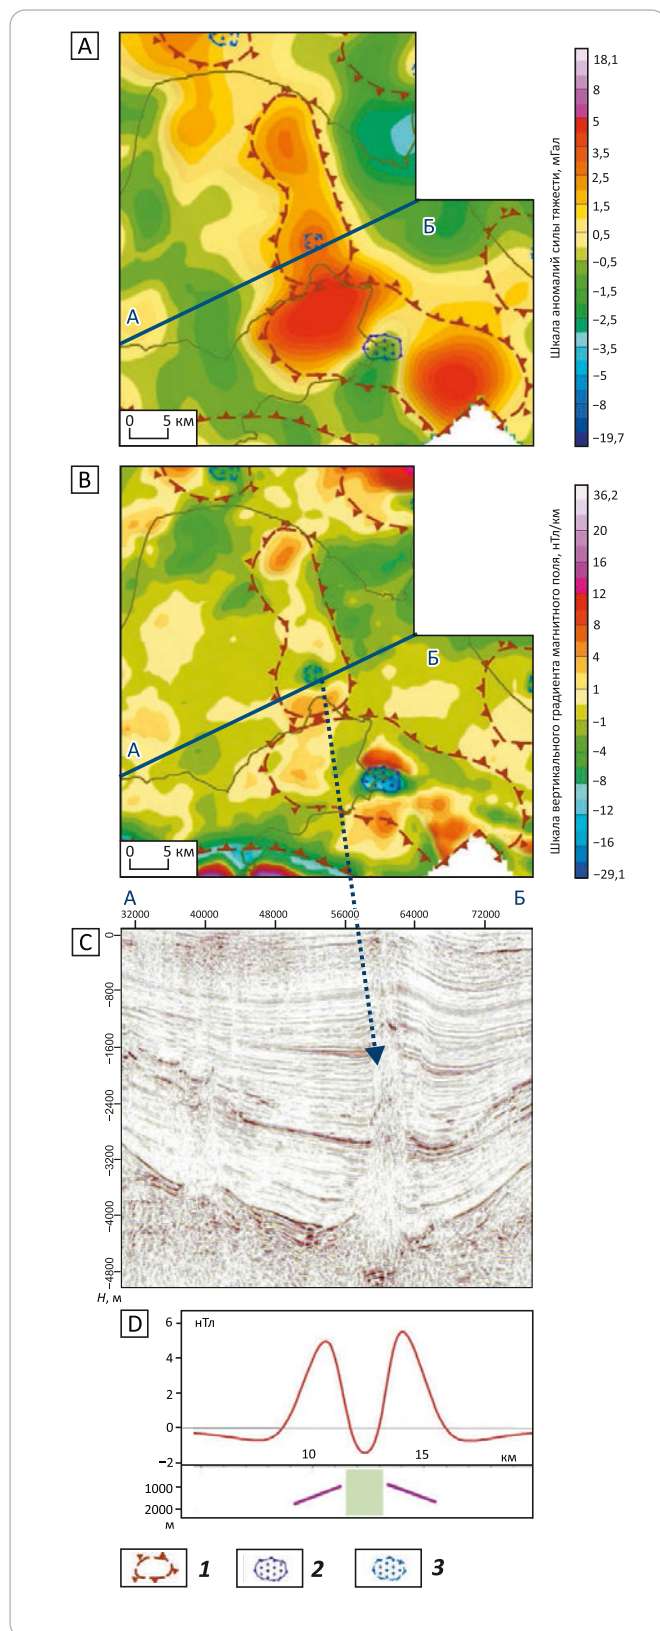 A
18,1
8
5
3,5
2,5
1,5
0,5
−0,5
−1,5
−2,5
−3,5
−5
−8
−19,7
Шкала аномалий силы тяжести, мГал
Б
А
0 5 км
B
36,2
20
16
12
8
4
1
−1
−4
−8
−12
−16
−29,1
Шкала вертикального градиента магнитного поля, нТл/км
Б
А
0 5 км
А Б
32000 40000 48000 56000 64000 72000
C
0
−800
−1600
−2400
−3200
−4000
−4800
H, м
D
нТл
6
4
2
0
−2
10 15 км
1000
2000
м
1 2 3